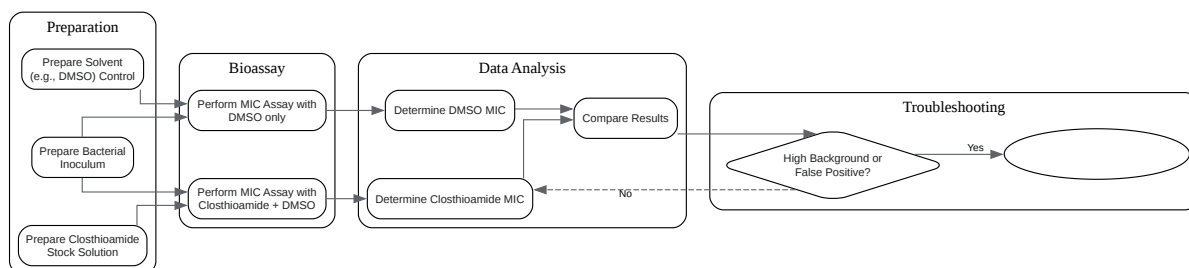 Preparation
Prepare Solvent
(e.g., DMSO) Control
Prepare Bacterial
Inoculum
Prepare Closthioamide
Stock Solution
Bioassay
Perform MIC Assay with
DMSO only
Perform MIC Assay with
Closthioamide + DMSO
Data Analysis
Determine DMSO MIC
Compare Results
Determine Closthioamide MIC
Troubleshooting
High Background or
False Positive?
Yes
No